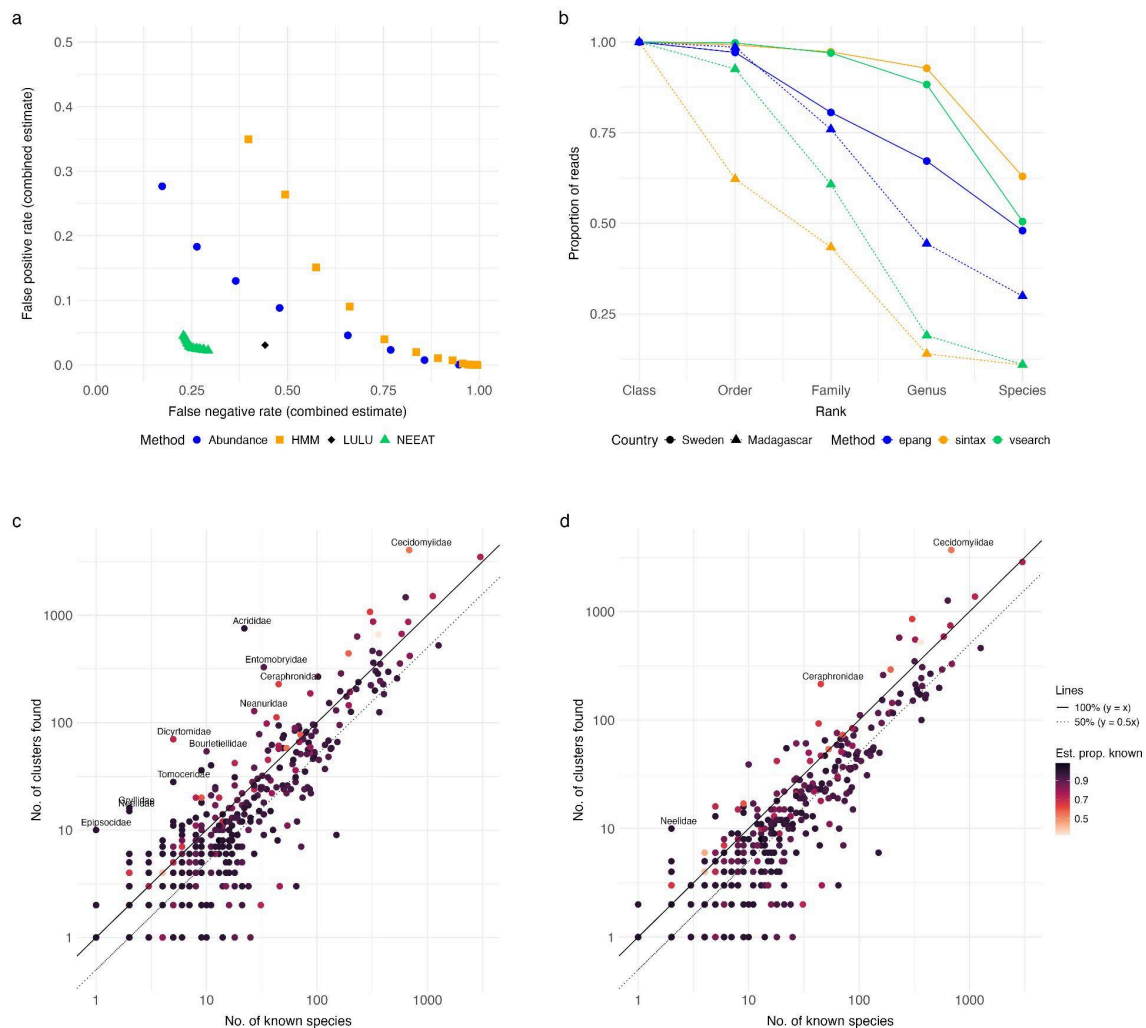 a
0.5
0.4
0.3
0.2
0.1
0.0
False positive rate (combined estimate)
0.00 0.25 0.50 0.75 1.00
False negative rate (combined estimate)
Method Abundance HMM LULU NEEAT
b
1.00
0.75
0.50
0.25
Proportion of reads
Class Order Family Genus Species
Rank
Country Sweden Madagascar Method epang sintax vsearch
c
Cecidomyiidae
Acrididae
Entomobryidae
Ceraphronidae
Neanuridae
Dicyrtomidae
Bourletiellidae
Tomoceridae
Episocidae
1000
100
10
1
No. of clusters found
1 10 100 1000
No. of known species
d
Cecidomyiidae
Ceraphronidae
Neelidae
1000
100
10
1
No. of clusters found
1 10 100 1000
No. of known species
Lines
100% (y = x)
50% (y = 0.5x)
Est. prop. known
0.9
0.7
0.5